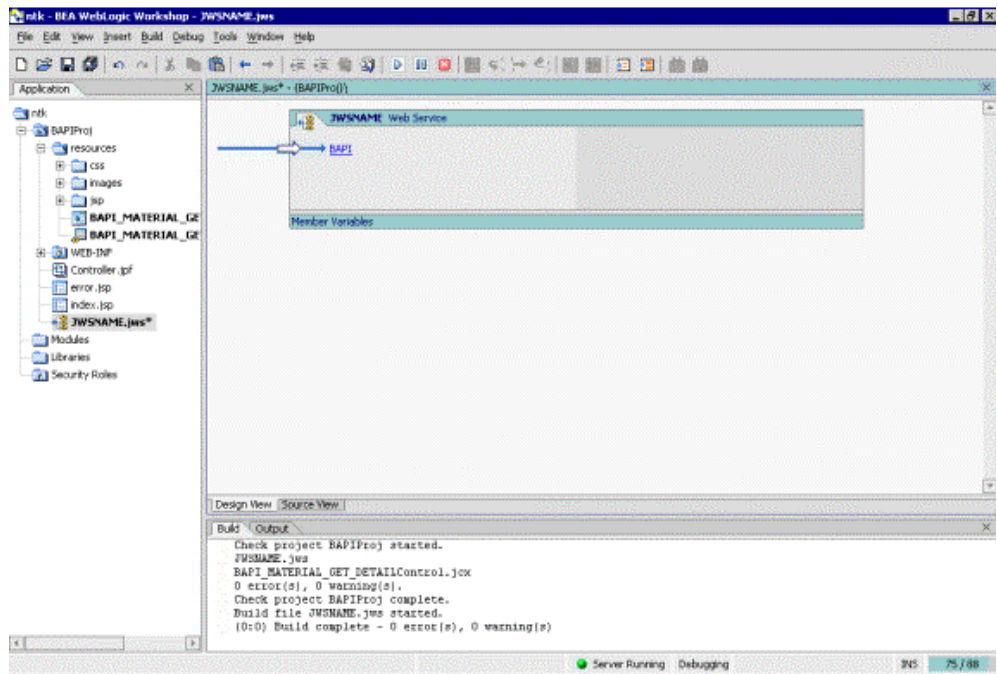 ntk - BEA WebLogic Workshop - JWSNAME.jws
File Edit View Insert Build Debug Tools Window Help
Application
JWSNAME.jws* - {BAPIPro()\
ntk
BAPIProj
resources
css
images
jsp
BAPI_MATERIAL_GE
BAPI_MATERIAL_GE
WEB-INF
Controller.jpf
error.jsp
index.jsp
JWSNAME.jws*
Modules
Libraries
Security Roles
JWSNAME Web Service
BAPI
Member Variables
Design View Source View
Build Output
Check project BAPIProj started.
JWSNAME.jws
BAPI_MATERIAL_GET_DETAILControl.jcx
0 error(s), 0 warning(s).
Check project BAPIProj complete.
Build file JWSNAME.jws started.
(0:0) Build complete - 0 error(s), 0 warning(s)
Server Running Debugging INS 75 / 88